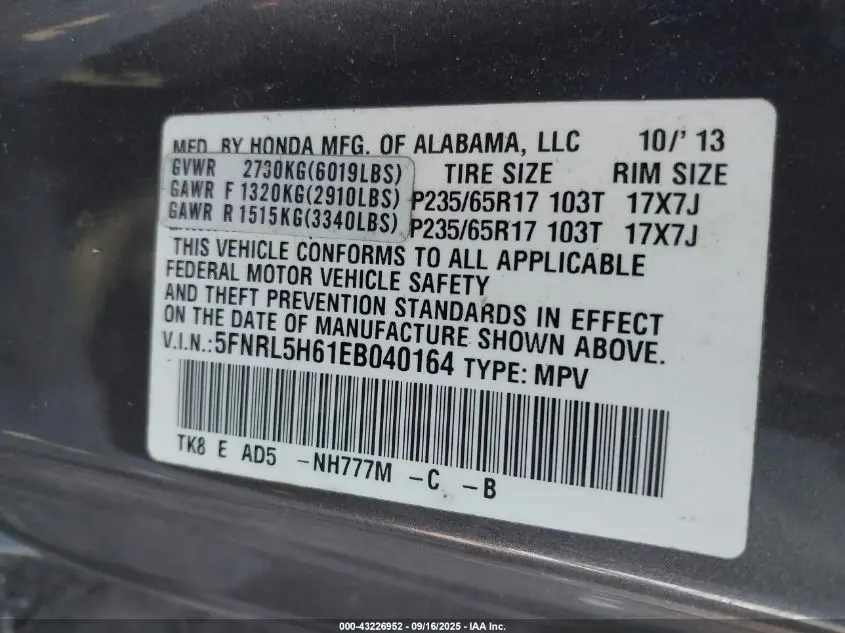 MFD. BY HONDA MFG. OF ALABAMA, LLC 10/'13
GVWR 2730KG(6019LBS) TIRE SIZE RIM SIZE
GAWR F 1320KG(2910LBS) P235/65R17 103T 17X7J
GAWR R 1515KG(3340LBS) P235/65R17 103T 17X7J
THIS VEHICLE CONFORMS TO ALL APPLICABLE
FEDERAL MOTOR VEHICLE SAFETY
AND THEFT PREVENTION STANDARDS IN EFFECT
ON THE DATE OF MANUFACTURE SHOWN ABOVE.
V.I.N.:5FNRL5H61EB040164 TYPE: MPV
TK8 E AD5 -NH777M -C -B
000-43226952 - 09/16/2025 - IAA Inc.